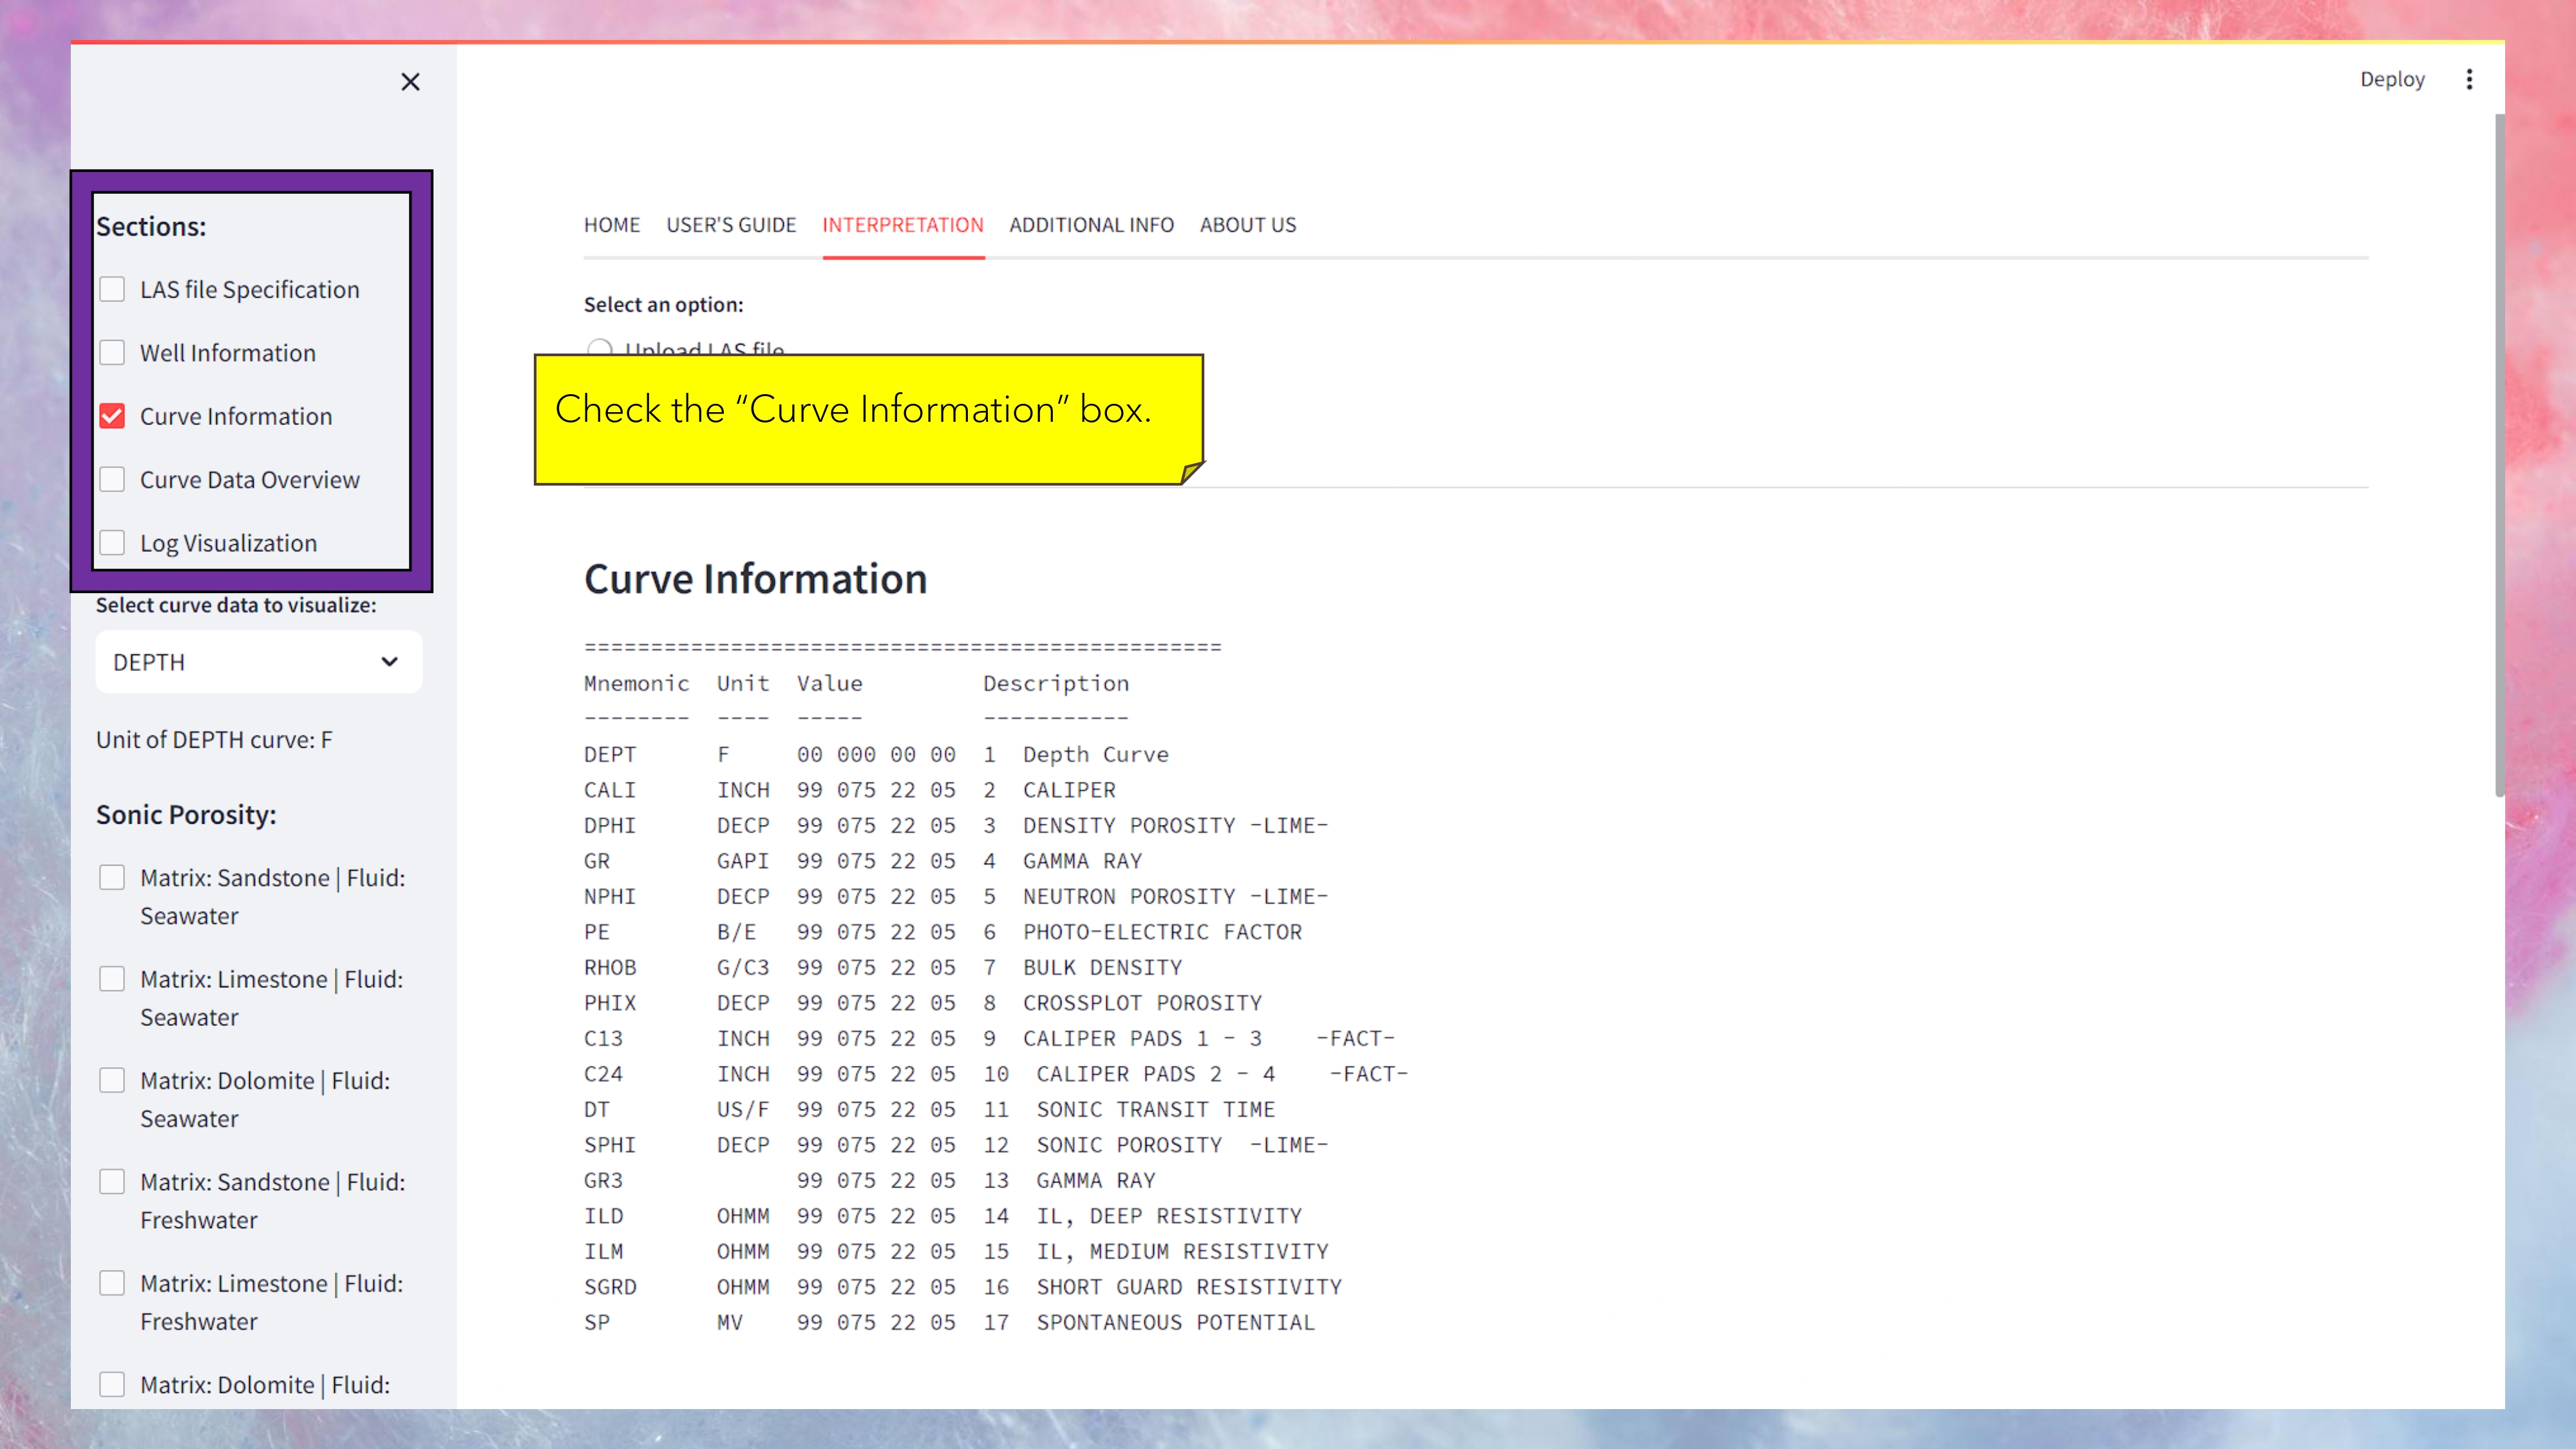 Deploy
Sections:
LAS file Specification
Well Information
Curve Information
Curve Data Overview
Log Visualization
Select curve data to visualize:
DEPTH
Unit of DEPTH curve: F
Sonic Porosity:
Matrix: Sandstone | Fluid:
Seawater
Matrix: Limestone | Fluid:
Seawater
Matrix: Dolomite | Fluid:
Seawater
Matrix: Sandstone | Fluid:
Freshwater
Matrix: Limestone | Fluid:
Freshwater
Matrix: Dolomite | Fluid:
HOME USER'S GUIDE INTERPRETATION ADDITIONAL INFO ABOUT US
Select an option:
Upload LAS file
Check the “Curve Information” box.
Curve Information
================================================
Mnemonic  Unit  Value         Description
--------  ----  -----         -----------
DEPT      F     00 000 00 00  1  Depth Curve
CALI      INCH  99 075 22 05  2  CALIPER
DPHI      DECP  99 075 22 05  3  DENSITY POROSITY -LIME-
GR        GAPI  99 075 22 05  4  GAMMA RAY
NPHI      DECP  99 075 22 05  5  NEUTRON POROSITY -LIME-
PE        B/E   99 075 22 05  6  PHOTO-ELECTRIC FACTOR
RHOB      G/C3  99 075 22 05  7  BULK DENSITY
PHIX      DECP  99 075 22 05  8  CROSSPLOT POROSITY
C13       INCH  99 075 22 05  9  CALIPER PADS 1 - 3    -FACT-
C24       INCH  99 075 22 05  10  CALIPER PADS 2 - 4    -FACT-
DT        US/F  99 075 22 05  11  SONIC TRANSIT TIME
SPHI      DECP  99 075 22 05  12  SONIC POROSITY  -LIME-
GR3             99 075 22 05  13  GAMMA RAY
ILD       OHMM  99 075 22 05  14  IL, DEEP RESISTIVITY
ILM       OHMM  99 075 22 05  15  IL, MEDIUM RESISTIVITY
SGRD      OHMM  99 075 22 05  16  SHORT GUARD RESISTIVITY
SP        MV    99 075 22 05  17  SPONTANEOUS POTENTIAL